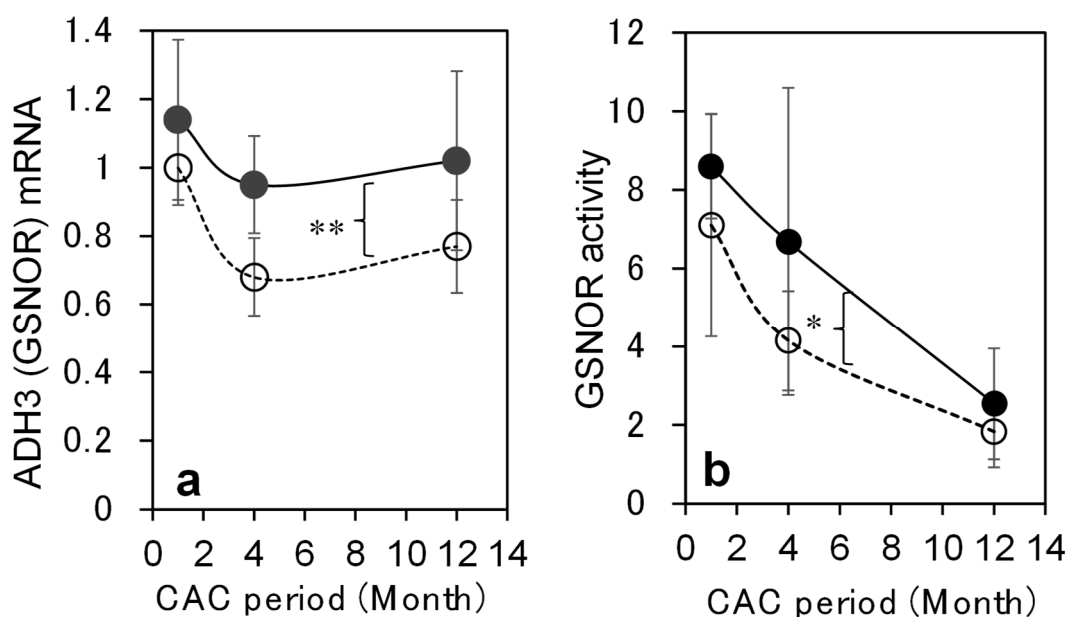 ADH3 (GSNOR) mRNA
1.4
1.2
1
0.8
0.6
0.4
0.2
0
**
a
0 2 4 6 8 10 12 14
CAC period (Month)
GSNOR activity
12
10
8
6
4
2
0
*
b
0 2 4 6 8 10 12 14
CAC period (Month)